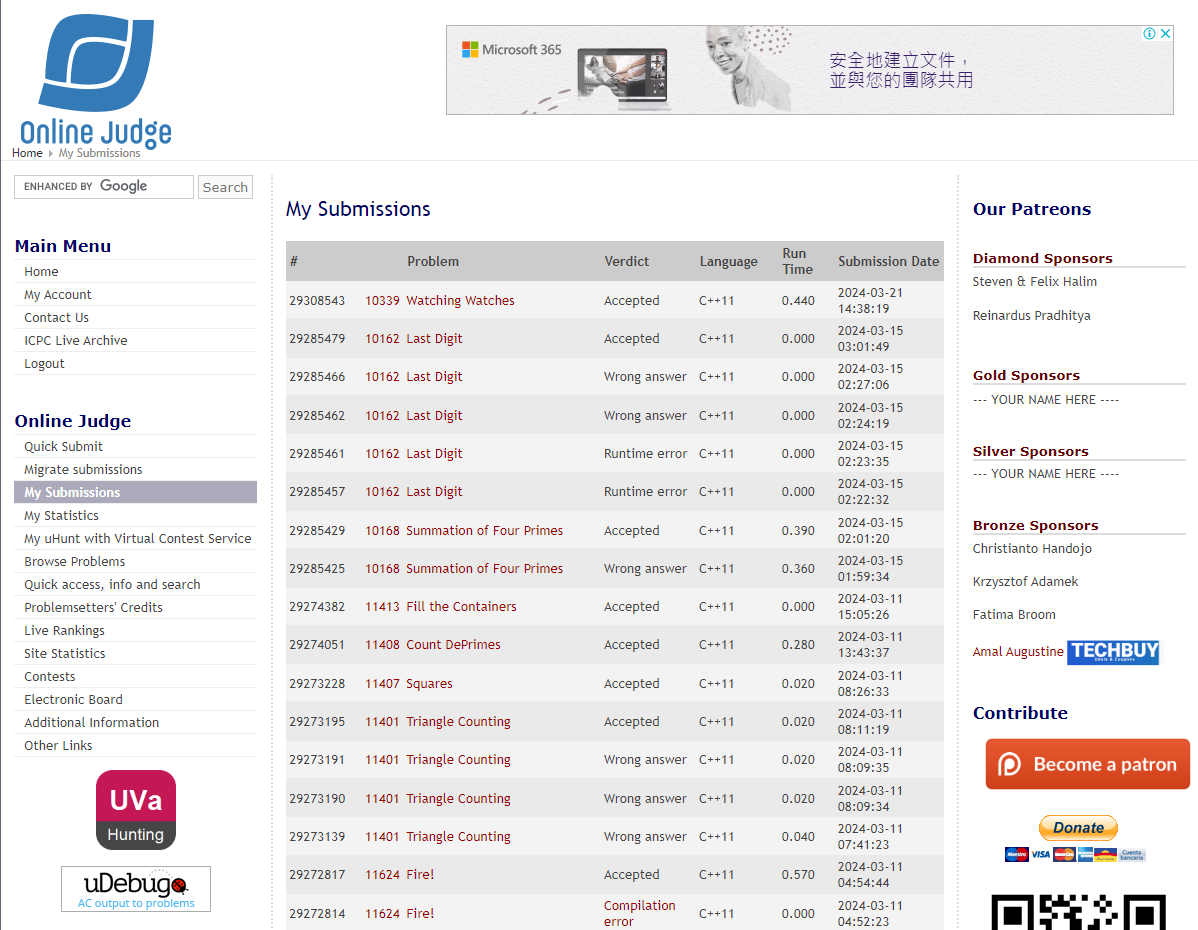 Online Judge
Home My Submissions
Microsoft 365
安全地建立文件，
並與您的團隊共用
ENHANCED BY Google
Search
Main Menu
Home
My Account
Contact Us
ICPC Live Archive
Logout
Online Judge
Quick Submit
Migrate submissions
My Submissions
My Statistics
My uHunt with Virtual Contest Service
Browse Problems
Quick access, info and search
Problemsetters' Credits
Live Rankings
Site Statistics
Contests
Electronic Board
Additional Information
Other Links
UVa
Hunting
uDebug
AC output to problems
My Submissions
# Problem Verdict Language Run Time Submission Date
29308543 10339 Watching Watches Accepted C++11 0.440 2024-03-21 14:38:19
29285479 10162 Last Digit Accepted C++11 0.000 2024-03-15 03:01:49
29285466 10162 Last Digit Wrong answer C++11 0.000 2024-03-15 02:27:06
29285462 10162 Last Digit Wrong answer C++11 0.000 2024-03-15 02:24:19
29285461 10162 Last Digit Runtime error C++11 0.000 2024-03-15 02:23:35
29285457 10162 Last Digit Runtime error C++11 0.000 2024-03-15 02:22:32
29285429 10168 Summation of Four Primes Accepted C++11 0.390 2024-03-15 02:01:20
29285425 10168 Summation of Four Primes Wrong answer C++11 0.360 2024-03-15 01:59:34
29274382 11413 Fill the Containers Accepted C++11 0.000 2024-03-11 15:05:26
29274051 11408 Count DePrimes Accepted C++11 0.280 2024-03-11 13:43:37
29273228 11407 Squares Accepted C++11 0.020 2024-03-11 08:26:33
29273195 11401 Triangle Counting Accepted C++11 0.020 2024-03-11 08:11:19
29273191 11401 Triangle Counting Wrong answer C++11 0.020 2024-03-11 08:09:35
29273190 11401 Triangle Counting Wrong answer C++11 0.020 2024-03-11 08:09:34
29273139 11401 Triangle Counting Wrong answer C++11 0.040 2024-03-11 07:41:23
29272817 11624 Fire! Accepted C++11 0.570 2024-03-11 04:54:44
29272814 11624 Fire! Compilation error C++11 0.000 2024-03-11 04:52:23
Our Patreons
Diamond Sponsors
Steven & Felix Halim
Reinardus Pradhitya
Gold Sponsors
--- YOUR NAME HERE ----
Silver Sponsors
--- YOUR NAME HERE ----
Bronze Sponsors
Christianto Handojo
Krzysztof Adamek
Fatima Broom
Amal Augustine TECHBUY
Deals & Coupons
Contribute
Become a patron
Donate
VISA
Cuenta
bancaria